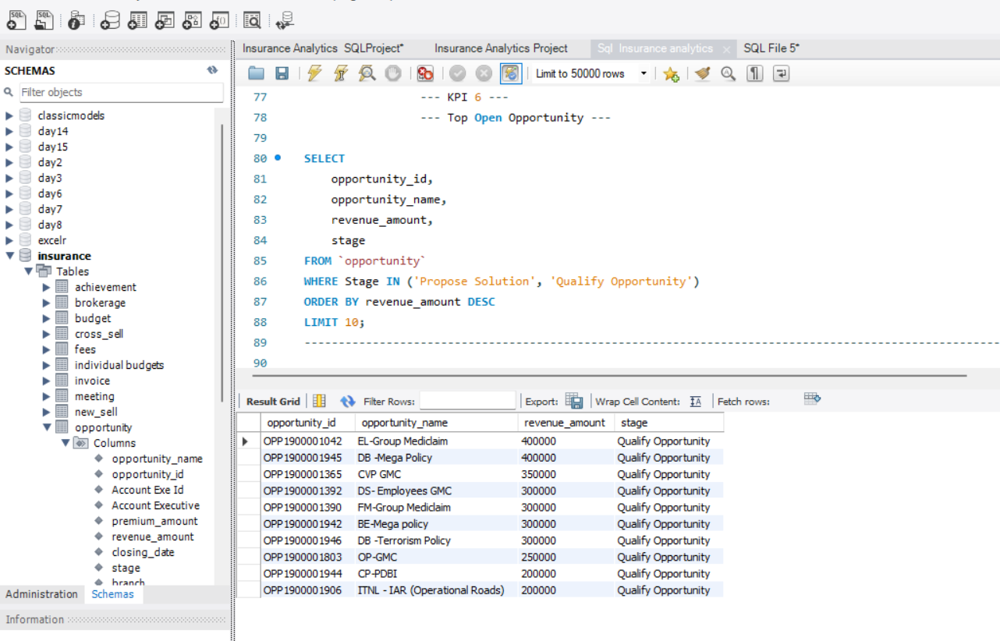 Insurance Analytics SQLProject*
Insurance Analytics Project
Sql Insurance analytics
SQL File 5*
Navigator
SCHEMAS
Filter objects
classicmodels
day14
day15
day2
day3
day6
day7
day8
excelr
insurance
Tables
achievement
brokerage
budget
cross_sell
fees
individual budgets
invoice
meeting
new_sell
opportunity
Columns
opportunity_name
opportunity_id
Account Exe Id
Account Executive
premium_amount
revenue_amount
closing_date
stage
branch
Administration Schemas
Information
Limit to 50000 rows
77 --- KPI 6 ---
78 --- Top Open Opportunity ---
79
80 SELECT
81 opportunity_id,
82 opportunity_name,
83 revenue_amount,
84 stage
85 FROM `opportunity`
86 WHERE Stage IN ('Propose Solution', 'Qualify Opportunity')
87 ORDER BY revenue_amount DESC
88 LIMIT 10;
89 ------------------------------------------------------------------------------------------------------
90
Result Grid Filter Rows: Export: Wrap Cell Content: Fetch rows:
opportunity_id opportunity_name revenue_amount stage
OPP1900001042 EL-Group Mediclaim 400000 Qualify Opportunity
OPP1900001945 DB -Mega Policy 400000 Qualify Opportunity
OPP1900001365 CVP GMC 350000 Qualify Opportunity
OPP1900001392 DS- Employees GMC 300000 Qualify Opportunity
OPP1900001390 FM-Group Mediclaim 300000 Qualify Opportunity
OPP1900001942 BE-Mega policy 300000 Qualify Opportunity
OPP1900001946 DB -Terrorism Policy 300000 Qualify Opportunity
OPP1900001803 OP-GMC 250000 Qualify Opportunity
OPP1900001944 CP-PDBI 200000 Qualify Opportunity
OPP1900001906 ITNL - IAR (Operational Roads) 200000 Qualify Opportunity